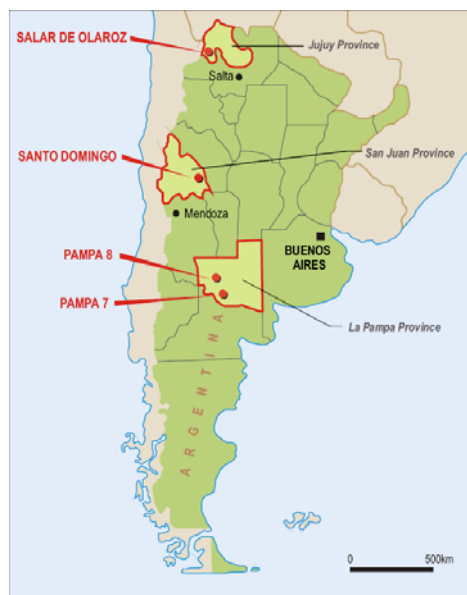 SALAR DE OLAROZ
Jujuy Province
Salta
SANTO DOMINGO
San Juan Province
Mendoza
BUENOS
AIRES
PAMPA 8
PAMPA 7
La Pampa Province
ARGENTINA
0 500km